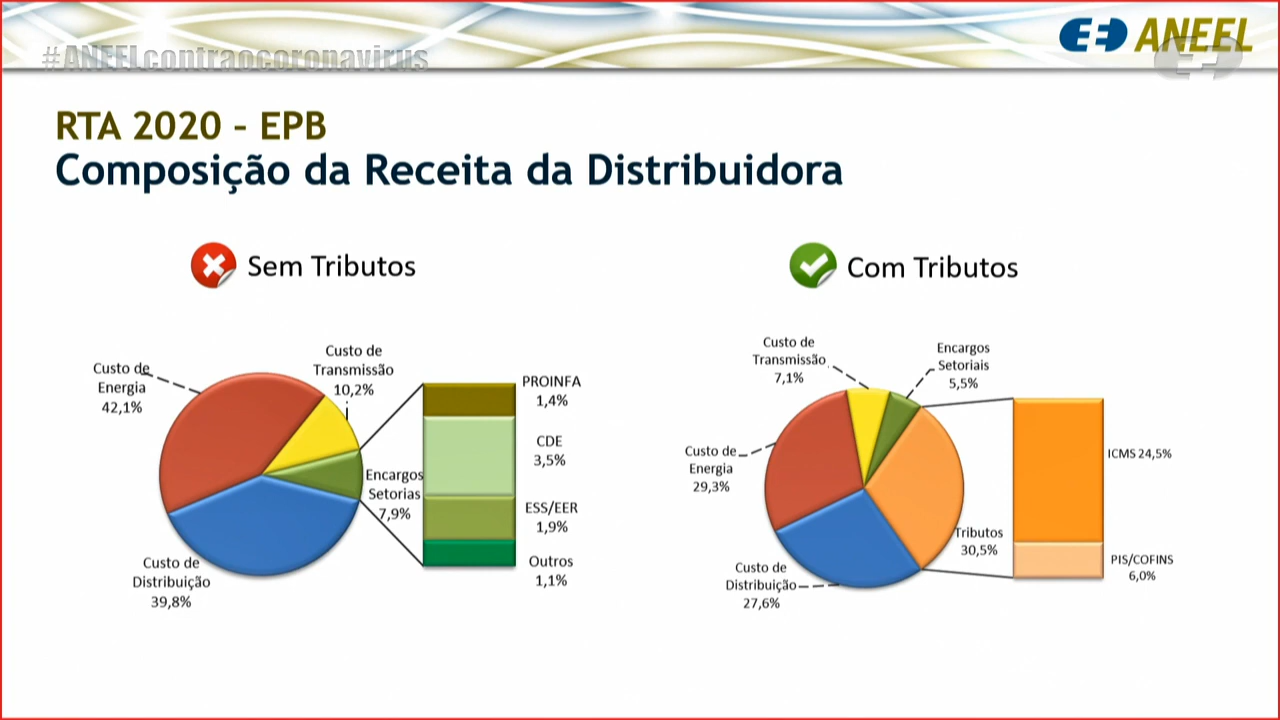 #ANEELcontraocoronavirus
ANEEL
RTA 2020 – EPB
Composição da Receita da Distribuidora
Sem Tributos
Custo de
Energia
42,1%
Custo de
Transmissão
10,2%
Encargos
Setorias
7,9%
Custo de
Distribuição
39,8%
PROINFA
1,4%
CDE
3,5%
ESS/EER
1,9%
Outros
1,1%
Com Tributos
Custo de
Transmissão
7,1%
Encargos
Setoriais
5,5%
Custo de
Energia
29,3%
Tributos
30,5%
Custo de
Distribuição
27,6%
ICMS 24,5%
PIS/COFINS
6,0%